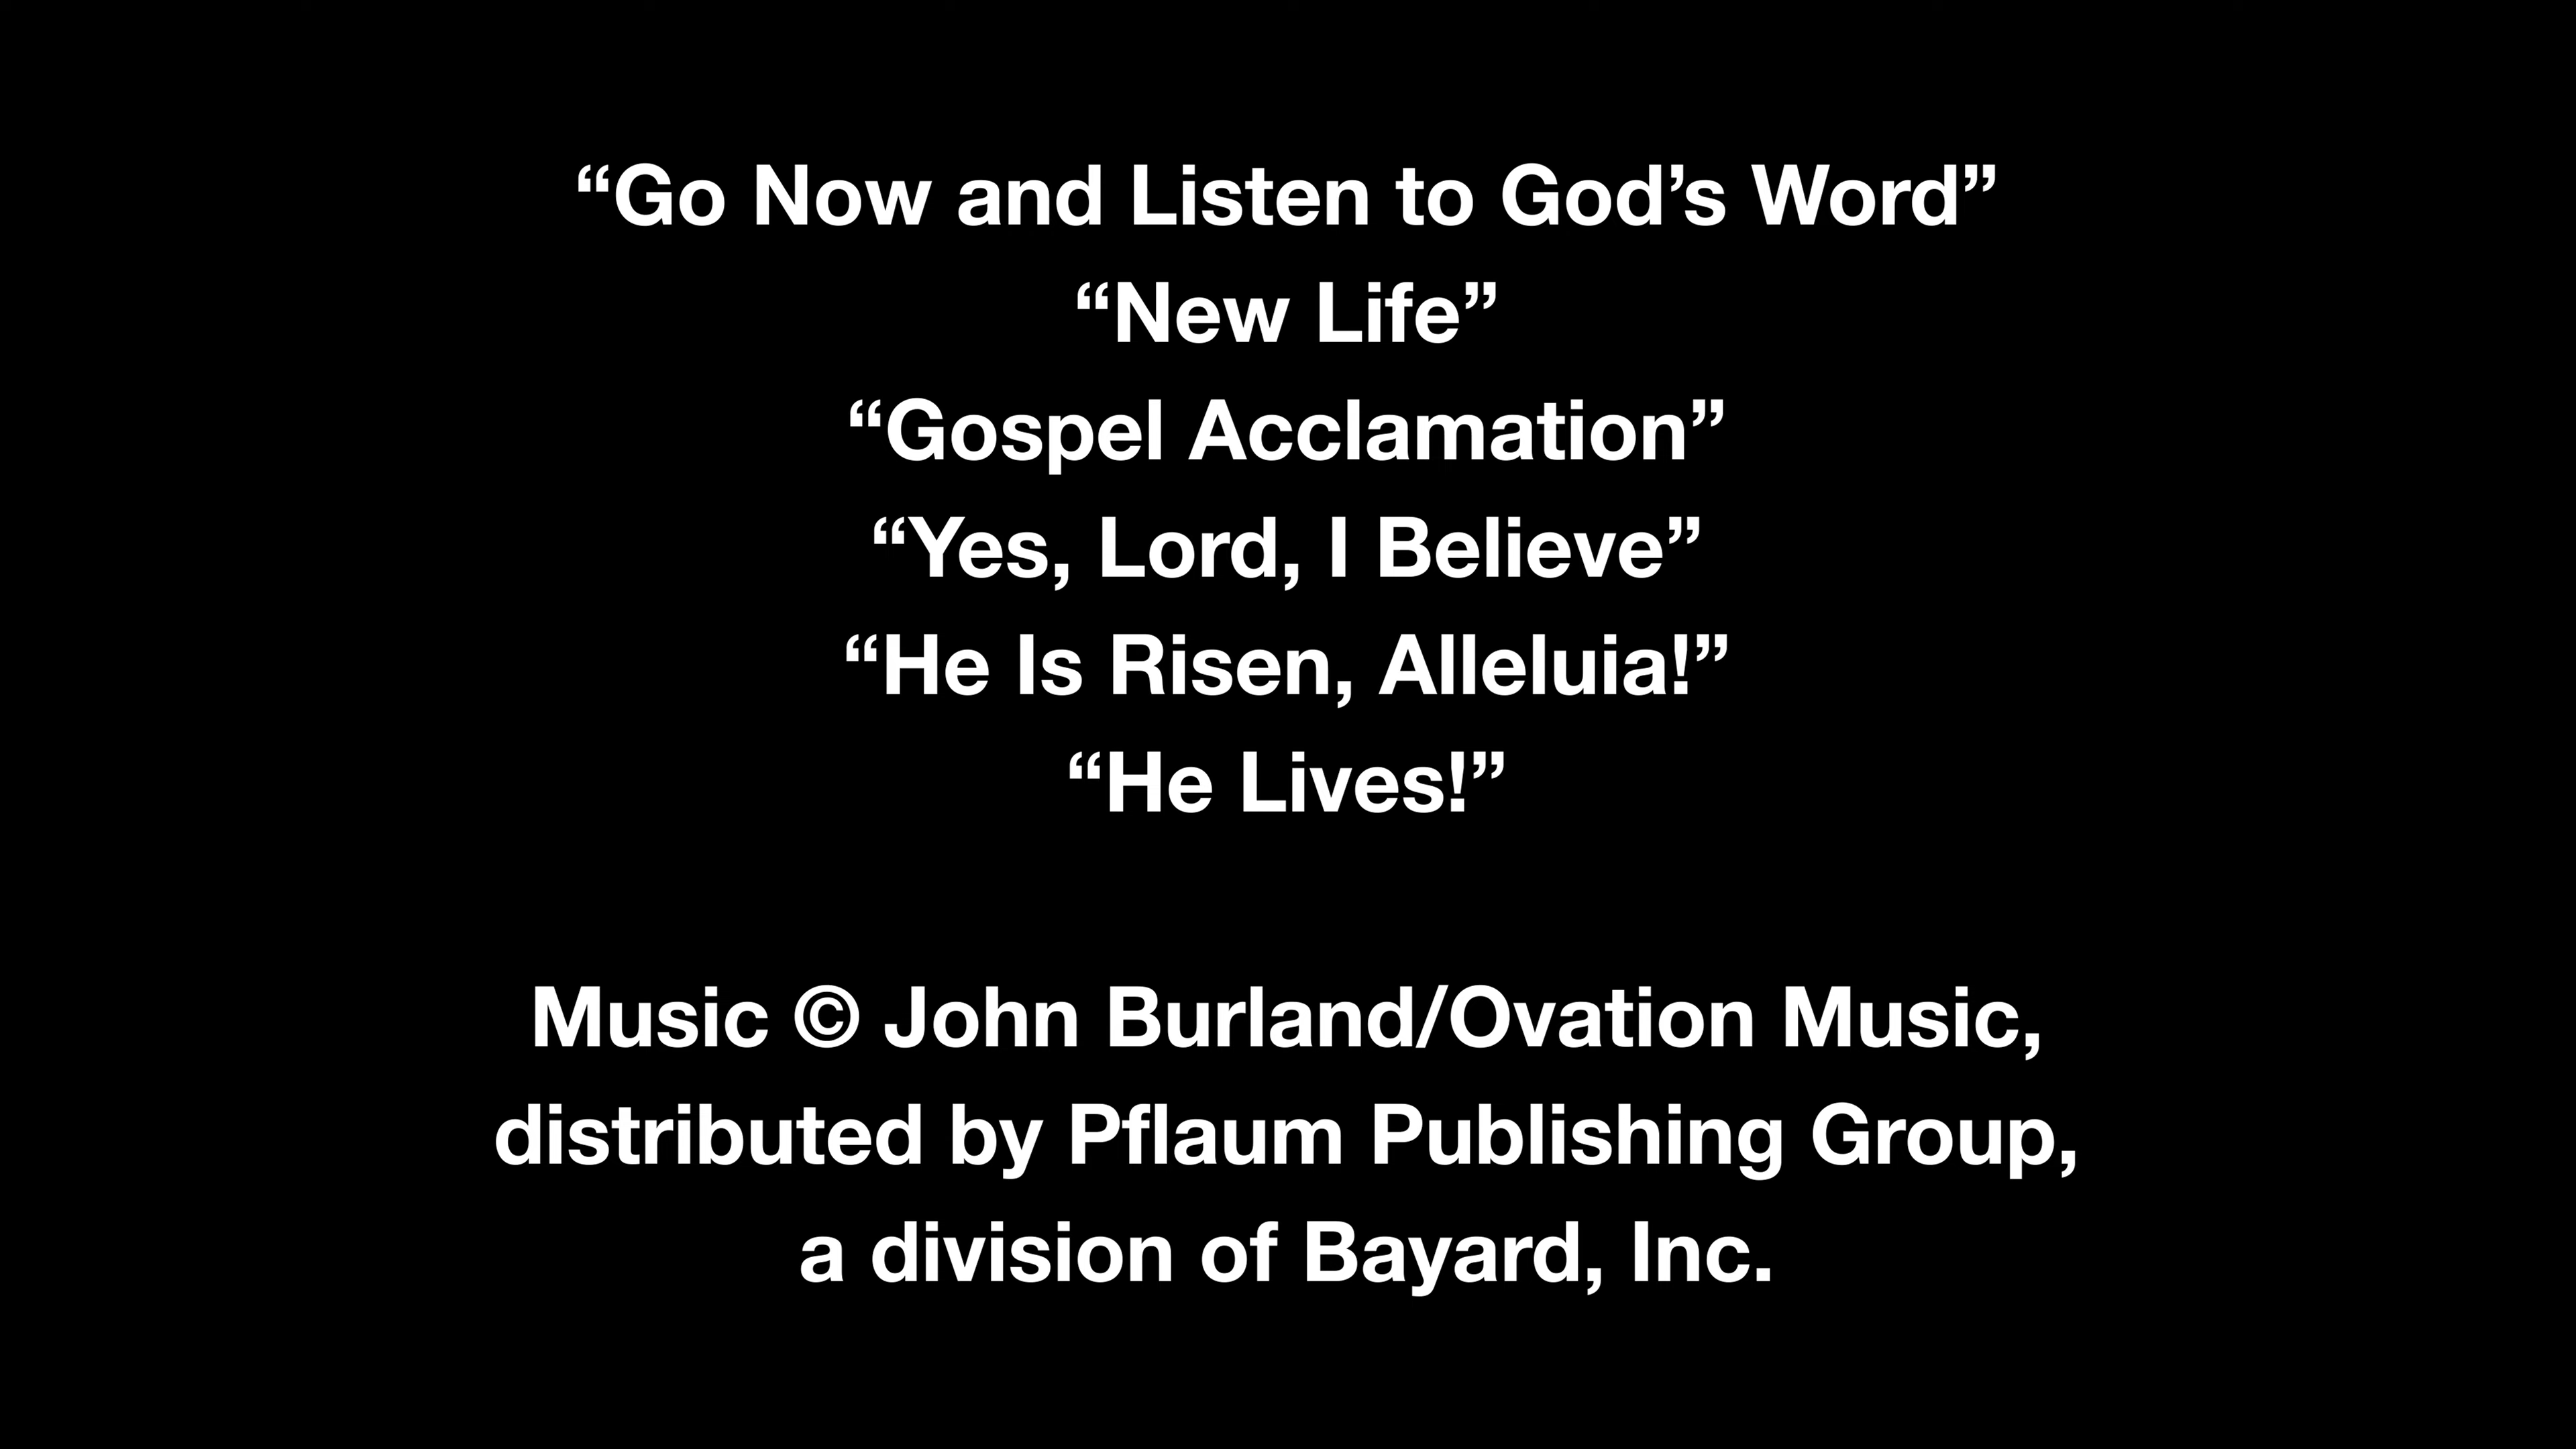 “Go Now and Listen to God’s Word”
“New Life”
“Gospel Acclamation”
“Yes, Lord, I Believe”
“He Is Risen, Alleluia!”
“He Lives!”
Music © John Burland/Ovation Music,
distributed by Pflaum Publishing Group,
a division of Bayard, Inc.